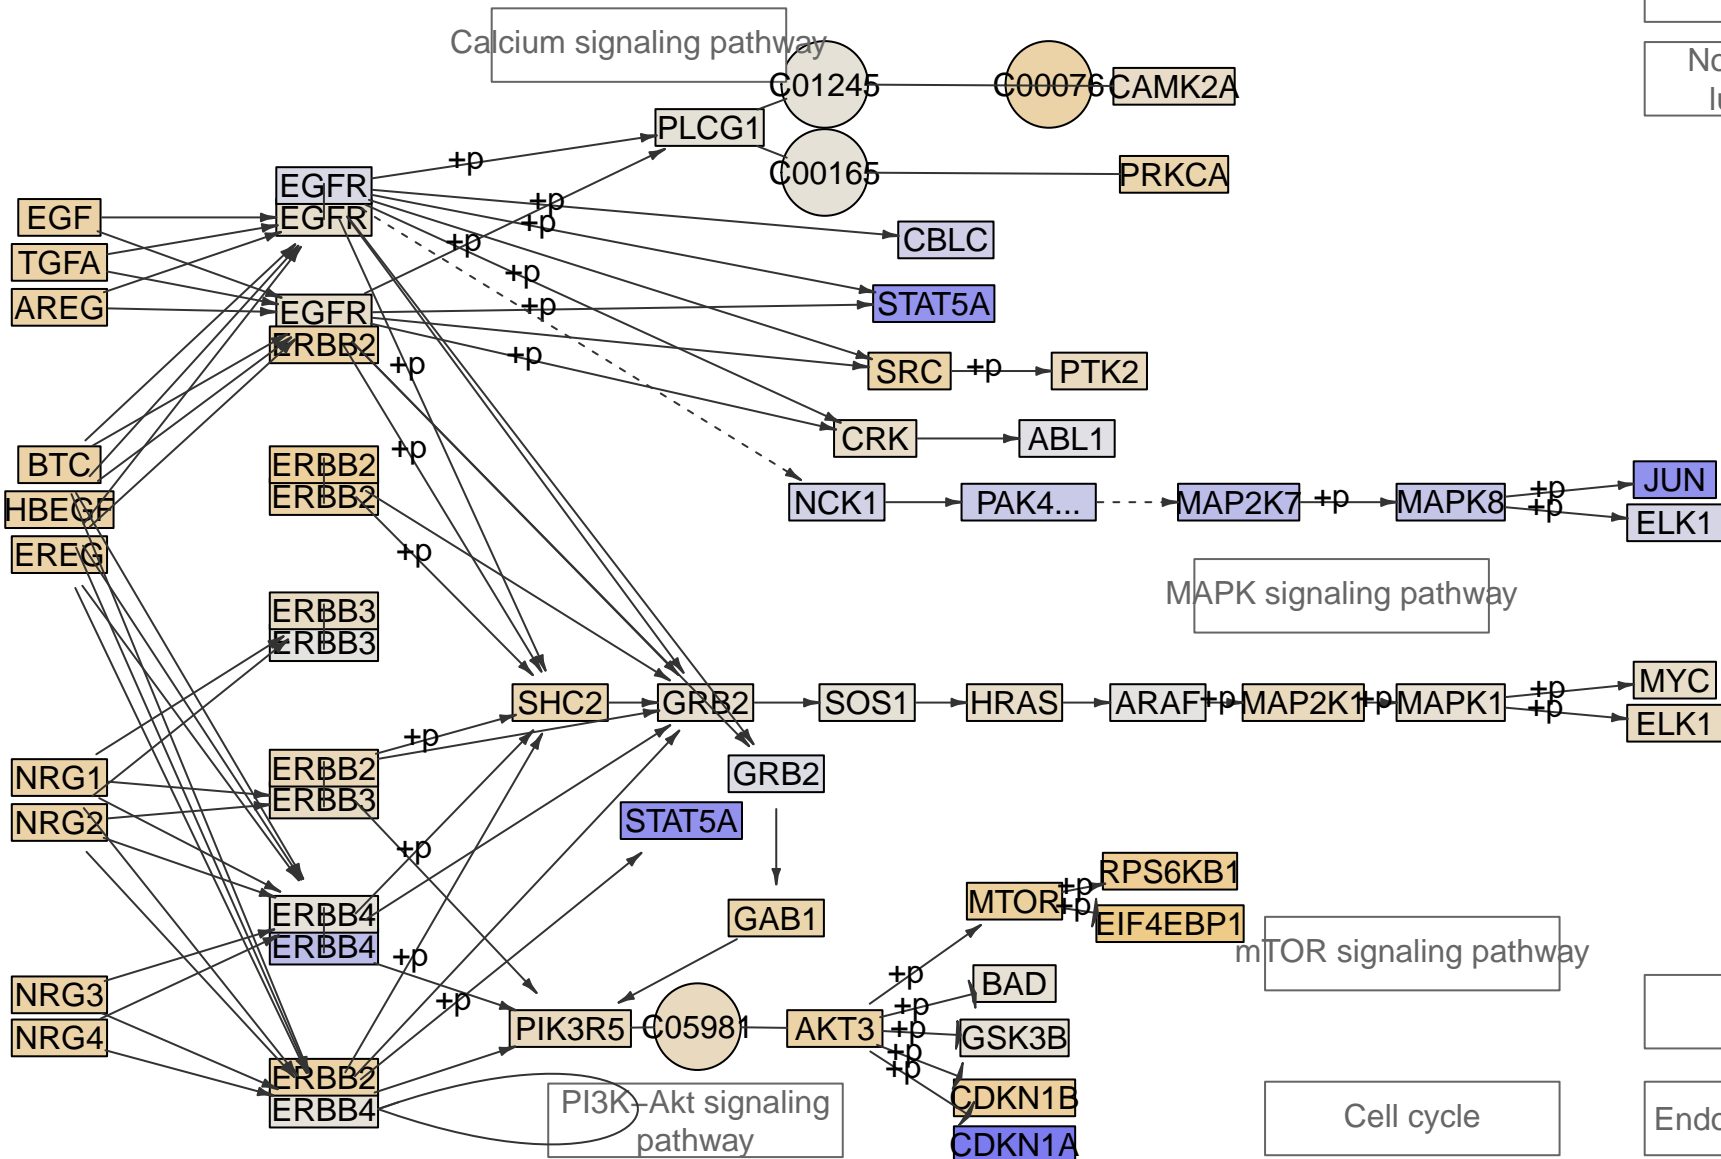 Calcium signaling pathway
C01245
C00076
CAMK2A
PLCG1
+p
C00165
PRKCA
EGFR
EGFR
EGF
TGFA
AREG
+p
+p
+p
+p
+p
CBLC
STAT5A
EGFR
ERBB2
+p
+p
SRC
+p
PTK2
CRK
ABL1
BTC
HBEGF
EREG
ERBB2
ERBB2
+p
+p
NCK1
PAK4...
MAP2K7
+p
MAPK8
+p
+p
JUN
ELK1
MAPK signaling pathway
ERBB3
ERBB3
SHC2
GRB2
SOS1
HRAS
ARAF
+p
MAP2K1
+p
MAPK1
+p
+p
MYC
ELK1
NRG1
NRG2
ERBB2
ERBB3
+p
GRB2
STAT5A
+p
ERBB4
ERBB4
+p
+p
GAB1
MTOR
+p
+p
RPS6KB1
EIF4EBP1
mTOR signaling pathway
NRG3
NRG4
PIK3R5
C05981
AKT3
+p
+p
+p
+p
+p
BAD
GSK3B
CDKN1B
CDKN1A
ERBB2
ERBB4
PI3K–Akt signaling
pathway
Cell cycle
Endo
No